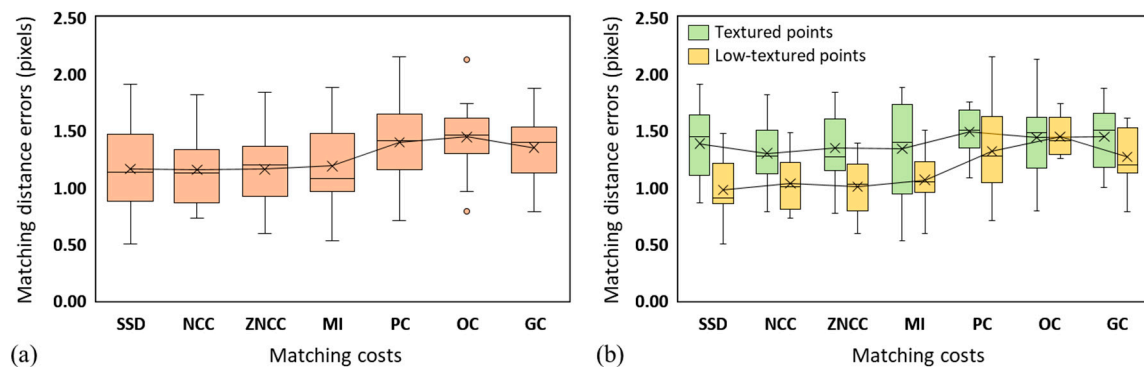 Matching distance errors (pixels)
2.50
2.00
1.50
1.00
0.50
0.00
SSD NCC ZNCC MI PC OC GC
(a) Matching costs
Matching distance errors (pixels)
2.50
2.00
1.50
1.00
0.50
0.00
Textured points
Low-textured points
SSD NCC ZNCC MI PC OC GC
(b) Matching costs